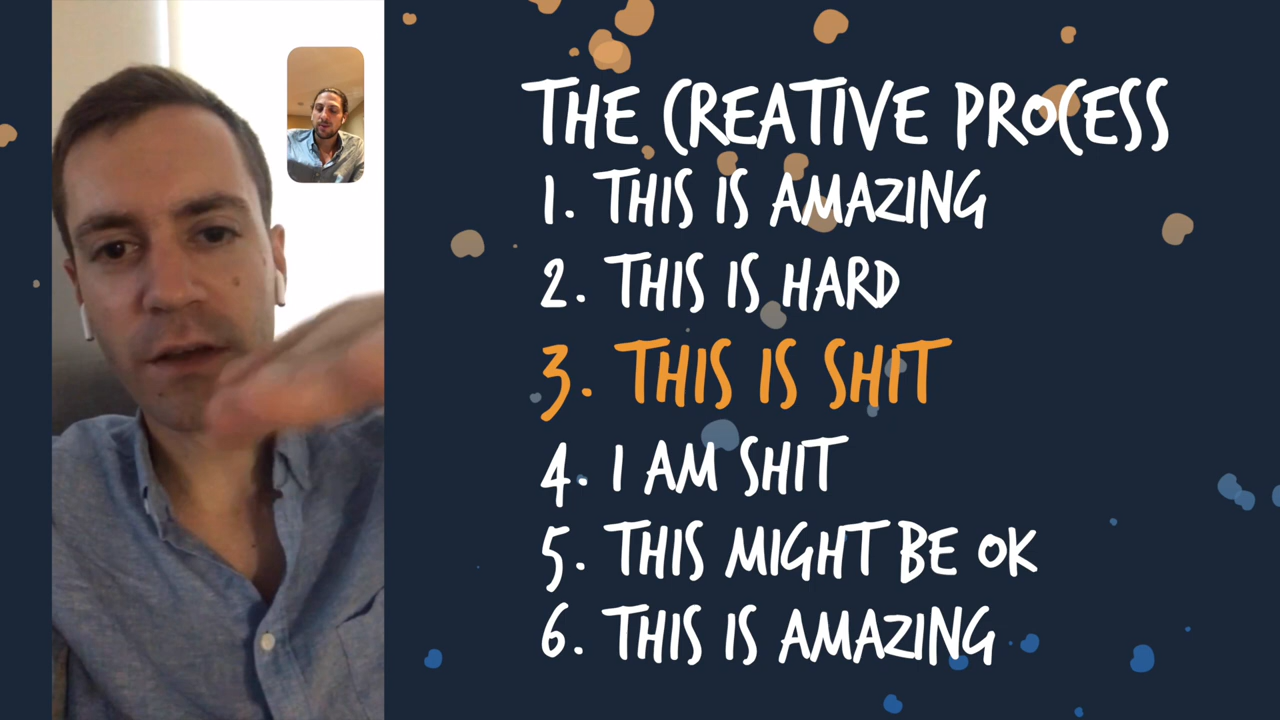 THE CREATIVE PROCESS
1. THIS IS AMAZING
2. THIS IS HARD
3. THIS IS SHIT
4. I AM SHIT
5. THIS MIGHT BE OK
6. THIS IS AMAZING